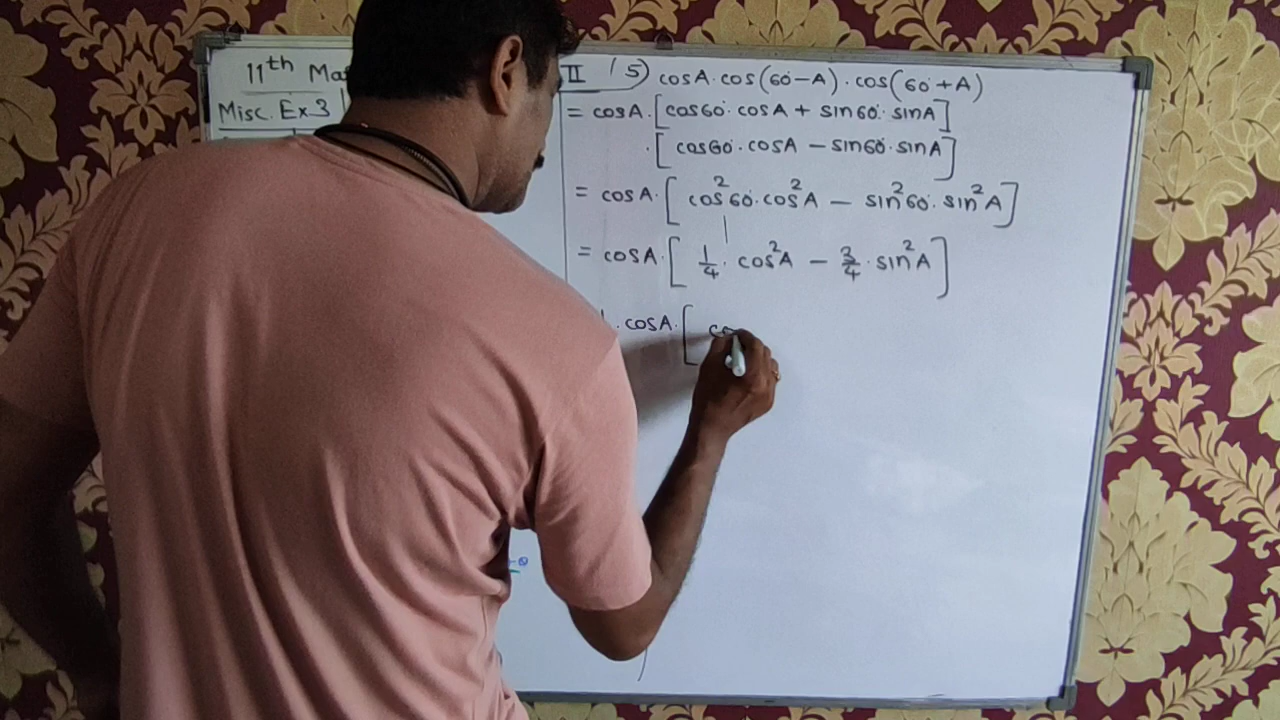 11th Ma
Misc. Ex 3
II (5) cosA·cos(60°-A)·cos(60°+A)
= cosA·[cos60°·cosA + sin60°·sinA]
·[cos60°·cosA - sin60°·sinA]
= cosA·[cos²60°·cos²A - sin²60°·sin²A]
= cosA·[1/4·cos²A - 3/4·sin²A]
·cosA·[co